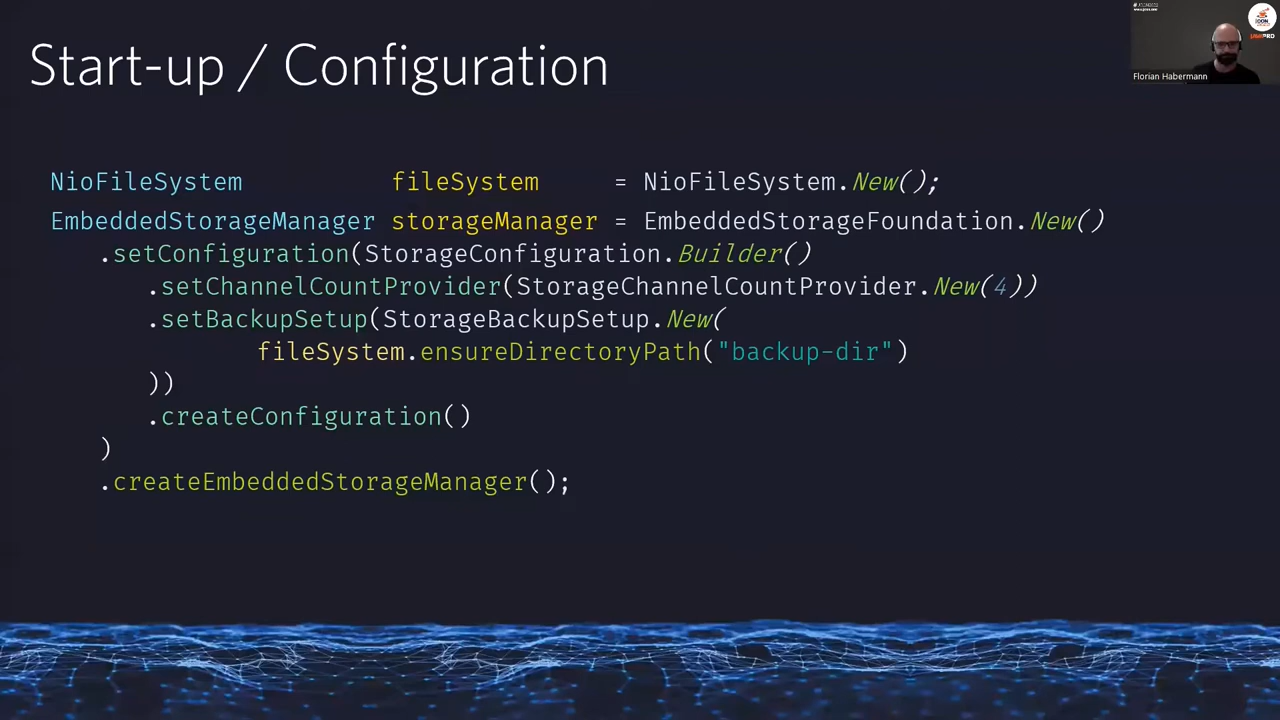 Start-up / Configuration
Florian Habermann
NioFileSystem fileSystem = NioFileSystem.New();
EmbeddedStorageManager storageManager = EmbeddedStorageFoundation.New()
.setConfiguration(StorageConfiguration.Builder()
.setChannelCountProvider(StorageChannelCountProvider.New(4))
.setBackupSetup(StorageBackupSetup.New(
fileSystem.ensureDirectoryPath("backup-dir")
))
.createConfiguration()
)
.createEmbeddedStorageManager();